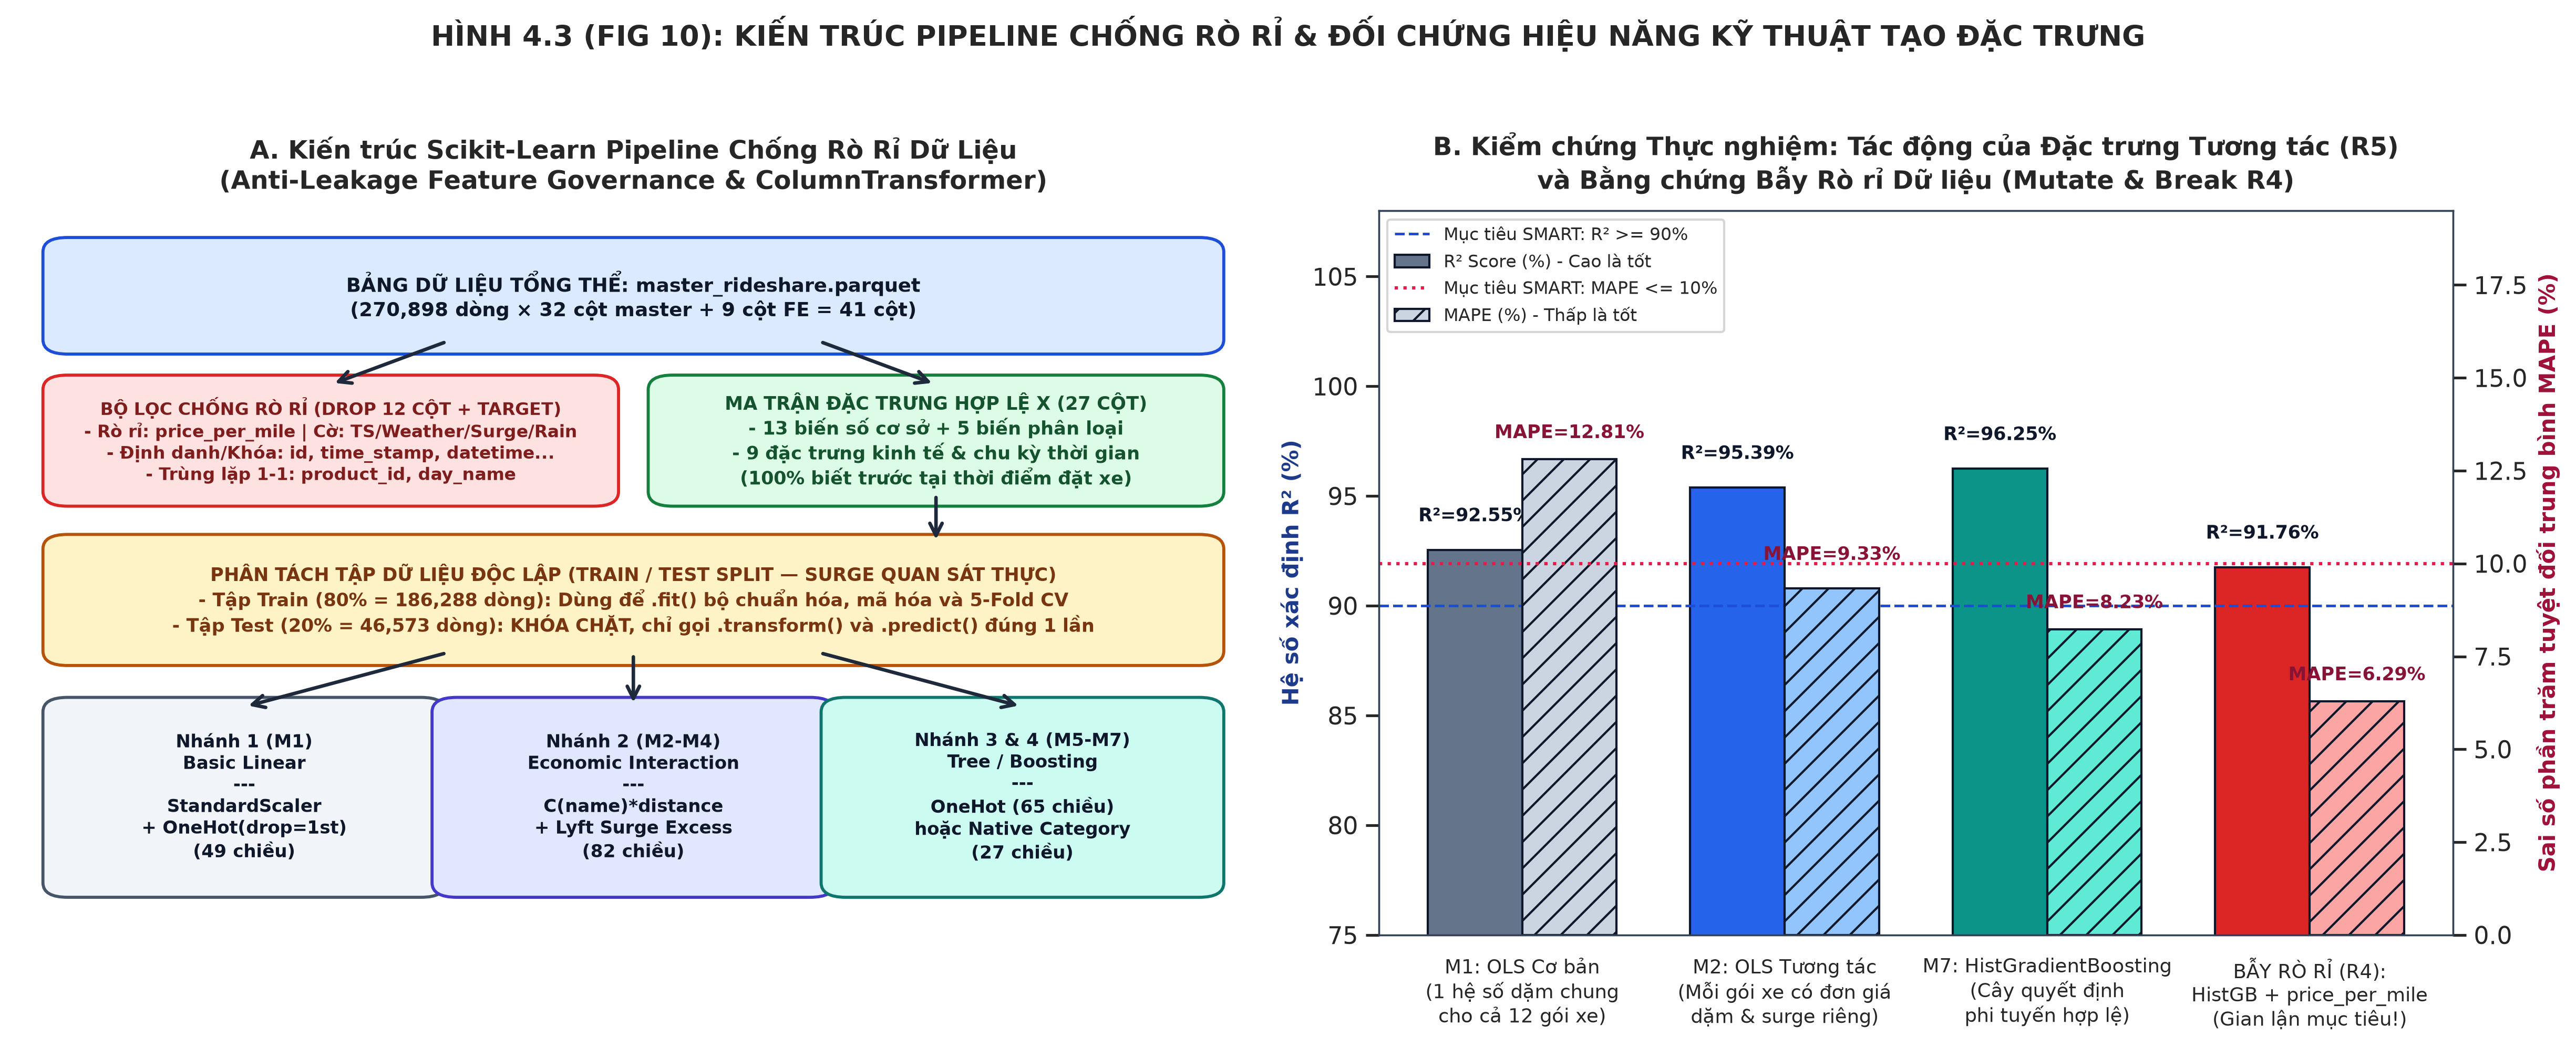 HÌNH 4.3 (FIG 10): KIẾN TRÚC PIPELINE CHỐNG RÒ RỈ & ĐỐI CHỨNG HIỆU NĂNG KỸ THUẬT TẠO ĐẶC TRƯNG
A. Kiến trúc Scikit-Learn Pipeline Chống Rò Rỉ Dữ Liệu
(Anti-Leakage Feature Governance & ColumnTransformer)
BẢNG DỮ LIỆU TỔNG THỂ: master_rideshare.parquet
(270,898 dòng × 32 cột master + 9 cột FE = 41 cột)
BỘ LỌC CHỐNG RÒ RỈ (DROP 12 CỘT + TARGET)
- Rò rỉ: price_per_mile | Cờ: TS/Weather/Surge/Rain
- Định danh/Khóa: id, time_stamp, datetime...
- Trùng lặp 1-1: product_id, day_name
MA TRẬN ĐẶC TRƯNG HỢP LỆ X (27 CỘT)
- 13 biến số cơ sở + 5 biến phân loại
- 9 đặc trưng kinh tế & chu kỳ thời gian
(100% biết trước tại thời điểm đặt xe)
PHÂN TÁCH TẬP DỮ LIỆU ĐỘC LẬP (TRAIN / TEST SPLIT — SURGE QUAN SÁT THỰC)
- Tập Train (80% = 186,288 dòng): Dùng để .fit() bộ chuẩn hóa, mã hóa và 5-Fold CV
- Tập Test (20% = 46,573 dòng): KHÓA CHẶT, chỉ gọi .transform() và .predict() đúng 1 lần
Nhánh 1 (M1)
Basic Linear
---
StandardScaler
+ OneHot(drop=1st)
(49 chiều)
Nhánh 2 (M2-M4)
Economic Interaction
---
C(name)*distance
+ Lyft Surge Excess
(82 chiều)
Nhánh 3 & 4 (M5-M7)
Tree / Boosting
---
OneHot (65 chiều)
hoặc Native Category
(27 chiều)
B. Kiểm chứng Thực nghiệm: Tác động của Đặc trưng Tương tác (R5)
và Bằng chứng Bẫy Rò rỉ Dữ liệu (Mutate & Break R4)
Mục tiêu SMART: R² >= 90%
R² Score (%) - Cao là tốt
Mục tiêu SMART: MAPE <= 10%
MAPE (%) - Thấp là tốt
Hệ số xác định R² (%)
105
100
95
90
85
80
75
R²=92.55%
MAPE=12.81%
R²=95.39%
MAPE=9.33%
R²=96.25%
MAPE=8.23%
R²=91.76%
MAPE=6.29%
17.5
15.0
12.5
10.0
7.5
5.0
2.5
0.0
Sai số phần trăm tuyệt đối trung bình MAPE (%)
M1: OLS Cơ bản
(1 hệ số dặm chung
cho cả 12 gói xe)
M2: OLS Tương tác
(Mỗi gói xe có đơn giá
dặm & surge riêng)
M7: HistGradientBoosting
(Cây quyết định
phi tuyến hợp lệ)
BẪY RÒ RỈ (R4):
HistGB + price_per_mile
(Gian lận mục tiêu!)